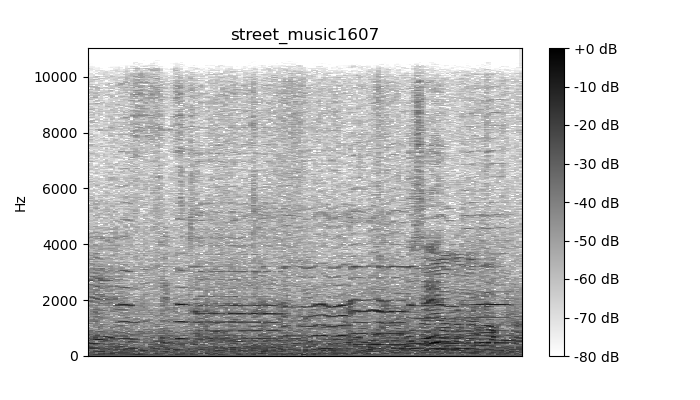 street_music1607
Hz
10000
8000
6000
4000
2000
0
+0 dB
-10 dB
-20 dB
-30 dB
-40 dB
-50 dB
-60 dB
-70 dB
-80 dB